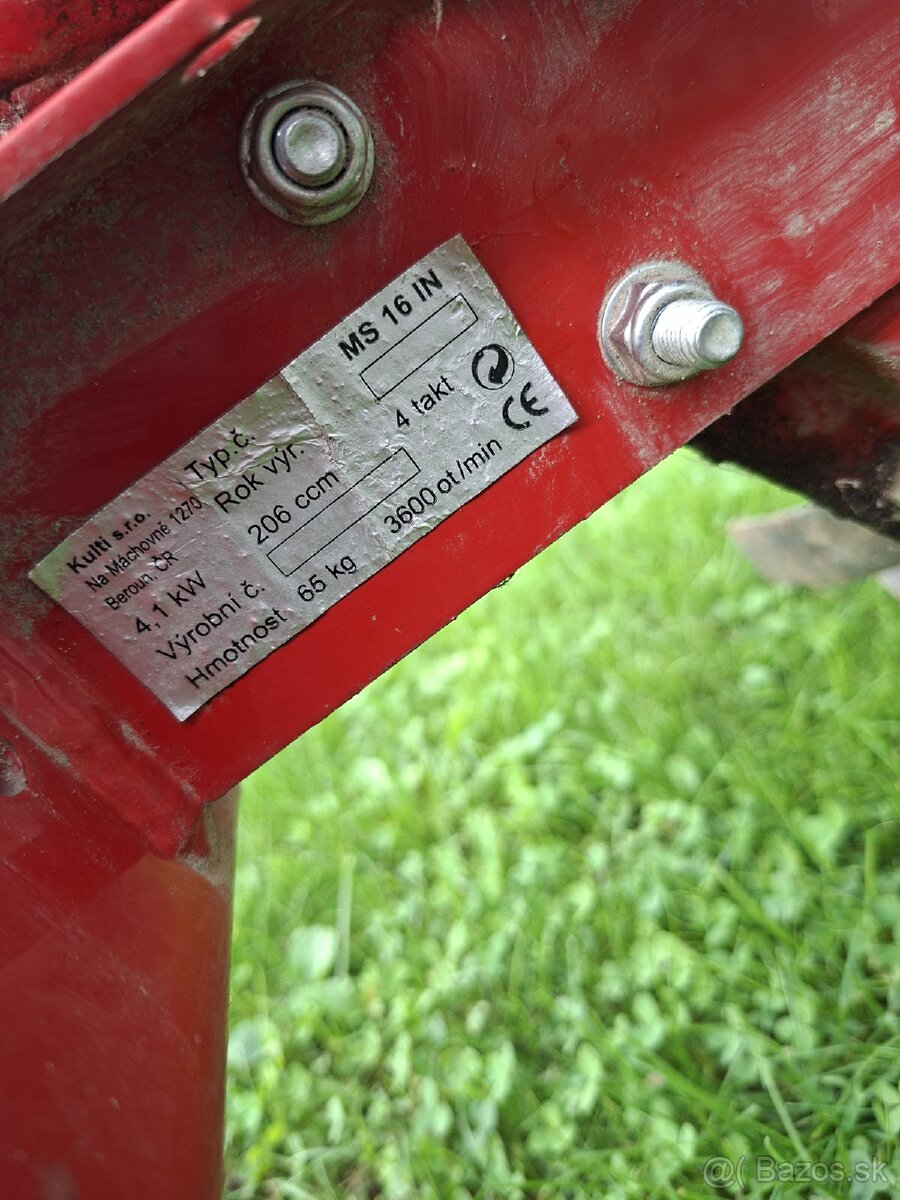 Kulti s.r.o. Typ.č. MS 16 IN
Na Máchovně 1270 Rok výr.
Beroun, ČR
4,1 kW 206 ccm 4 takt
Výrobní č. CE
Hmotnost 65 kg 3600 ot/min
@( Bazos.sk